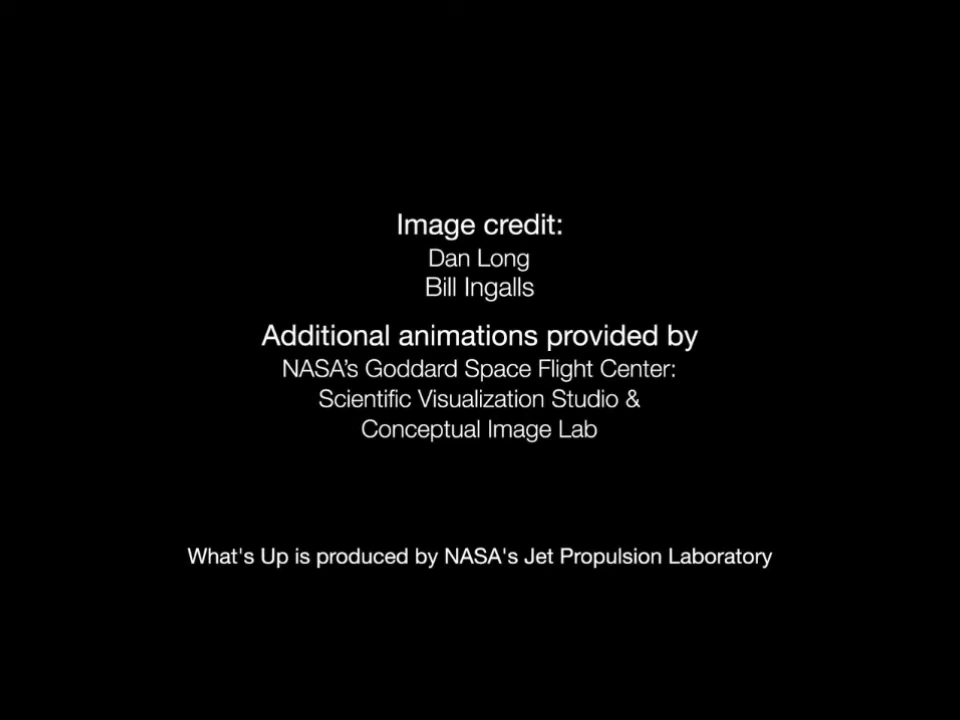 Image credit:
Dan Long
Bill Ingalls
Additional animations provided by
NASA’s Goddard Space Flight Center:
Scientific Visualization Studio &
Conceptual Image Lab
What's Up is produced by NASA's Jet Propulsion Laboratory